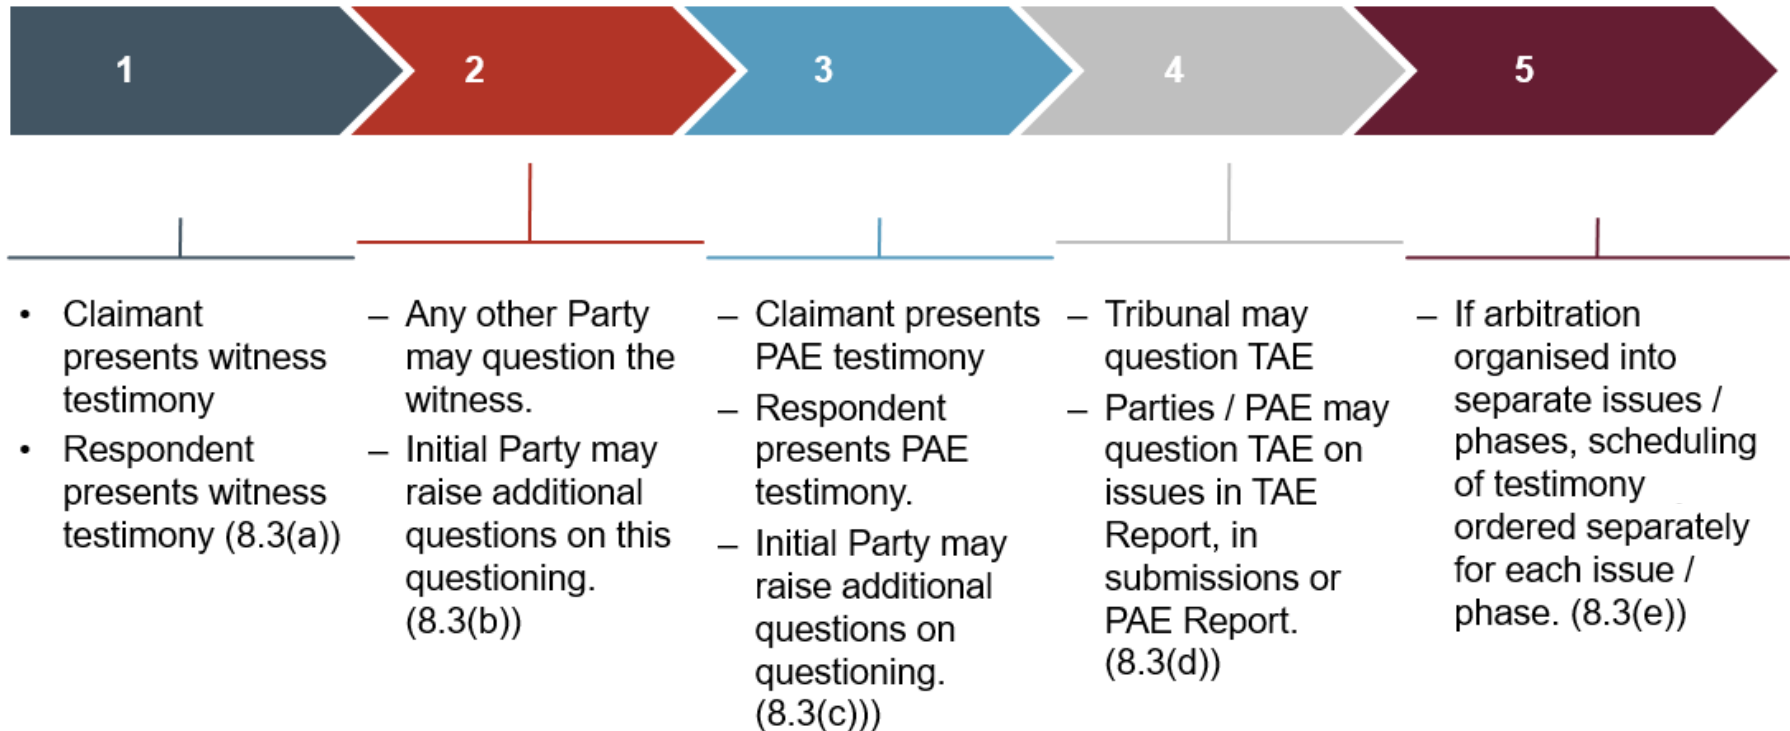 1
2
3
4
5
• Claimant
presents witness
testimony
• Respondent
presents witness
testimony (8.3(a))
– Any other Party
may question the
witness.
– Initial Party may
raise additional
questions on this
questioning.
(8.3(b))
– Claimant presents
PAE testimony
– Respondent
presents PAE
testimony.
– Initial Party may
raise additional
questions on
questioning.
(8.3(c)))
– Tribunal may
question TAE
– Parties / PAE may
question TAE on
issues in TAE
Report, in
submissions or
PAE Report.
(8.3(d))
– If arbitration
organised into
separate issues /
phases, scheduling
of testimony
ordered separately
for each issue /
phase. (8.3(e))